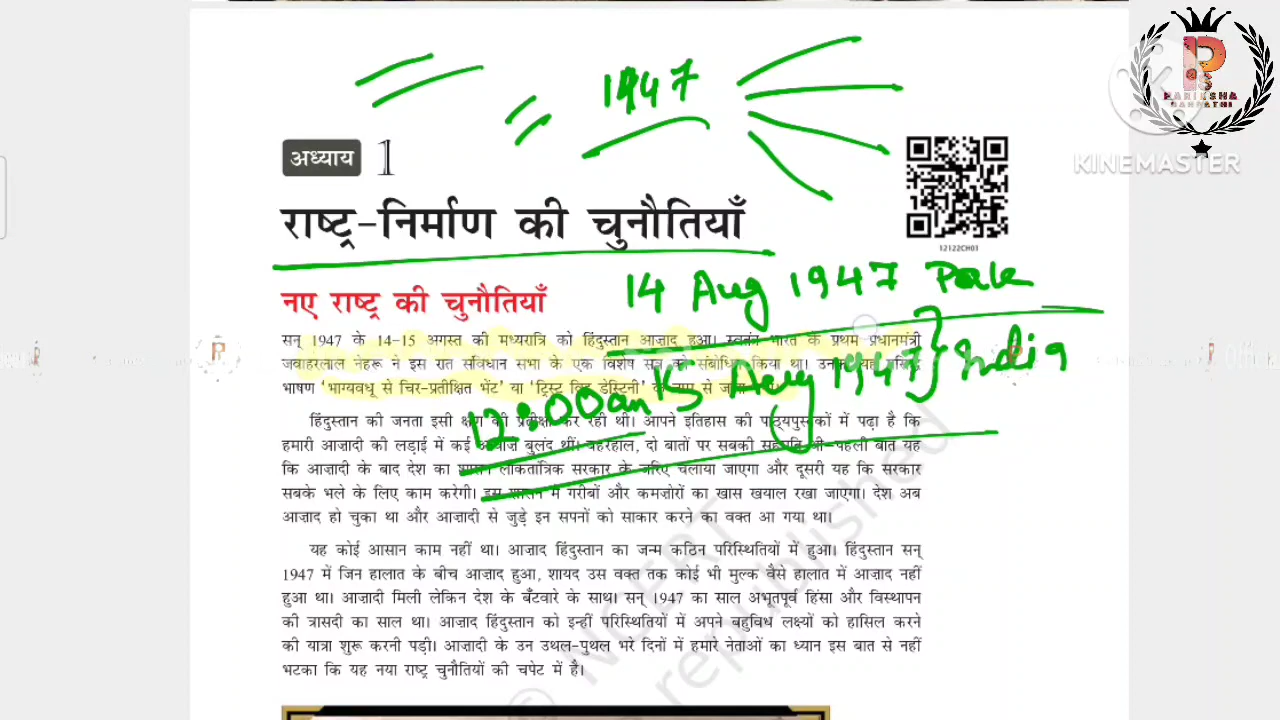 1947
अध्याय 1
राष्ट्र-निर्माण की चुनौतियाँ
12122CH01
KINEMASTER
PARIKSHA
14 Aug 1947 Pak
नए राष्ट्र की चुनौतियाँ
सन् 1947 के 14-15 अगस्त की मध्यरात्रि को हिंदुस्तान आज़ाद हुआ। स्वतंत्र भारत के प्रथम प्रधानमंत्री
जवाहरलाल नेहरू ने इस रात संविधान सभा के एक विशेष सत्र को संबोधित किया था। उनका यह प्रसिद्ध
भाषण 'भाग्यवधू से चिर-प्रतीक्षित भेंट' या 'ट्रिस्ट विद डेस्टिनी' के नाम से जाना
15 Aug 1947 } India
12:00am
हिंदुस्तान की जनता इसी क्षण की प्रतीक्षा कर रही थी। आपने इतिहास की पाठ्यपुस्तकों में पढ़ा है कि
हमारी आज़ादी की लड़ाई में कई आवाज़ें बुलंद थीं। बहरहाल, दो बातों पर सबकी सहमति थी-पहली बात यह
कि आज़ादी के बाद देश का शासन लोकतांत्रिक सरकार के ज़रिए चलाया जाएगा और दूसरी यह कि सरकार
सबके भले के लिए काम करेगी। इस शासन में गरीबों और कमज़ोरों का खास खयाल रखा जाएगा। देश अब
आज़ाद हो चुका था और आज़ादी से जुड़े इन सपनों को साकार करने का वक्त आ गया था।
यह कोई आसान काम नहीं था। आज़ाद हिंदुस्तान का जन्म कठिन परिस्थितियों में हुआ। हिंदुस्तान सन्
1947 में जिन हालात के बीच आज़ाद हुआ, शायद उस वक्त तक कोई भी मुल्क वैसे हालात में आज़ाद नहीं
हुआ था। आज़ादी मिली लेकिन देश के बँटवारे के साथ। सन् 1947 का साल अभूतपूर्व हिंसा और विस्थापन
की त्रासदी का साल था। आज़ाद हिंदुस्तान को इन्हीं परिस्थितियों में अपने बहुविध लक्ष्यों को हासिल करने
की यात्रा शुरू करनी पड़ी। आज़ादी के उन उथल-पुथल भरे दिनों में हमारे नेताओं का ध्यान इस बात से नहीं
भटका कि यह नया राष्ट्र चुनौतियों की चपेट में है।
© NCERT
republished